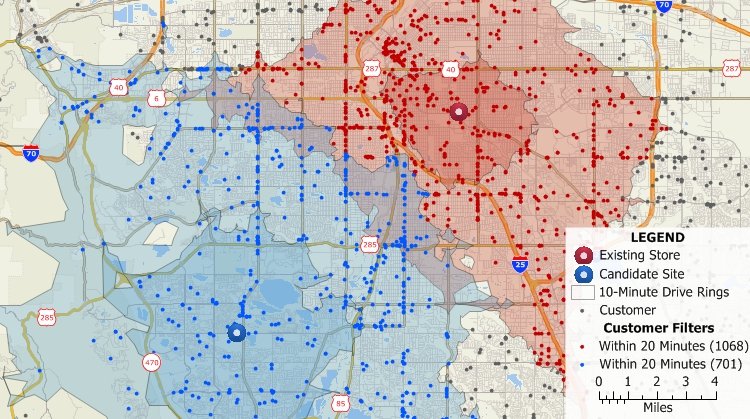 70
40
287
40
287
6
70
285
25
285
470
85
LEGEND
Existing Store
Candidate Site
10-Minute Drive Rings
Customer
Customer Filters
Within 20 Minutes (1068)
Within 20 Minutes (701)
0 1 2 3 4
Miles